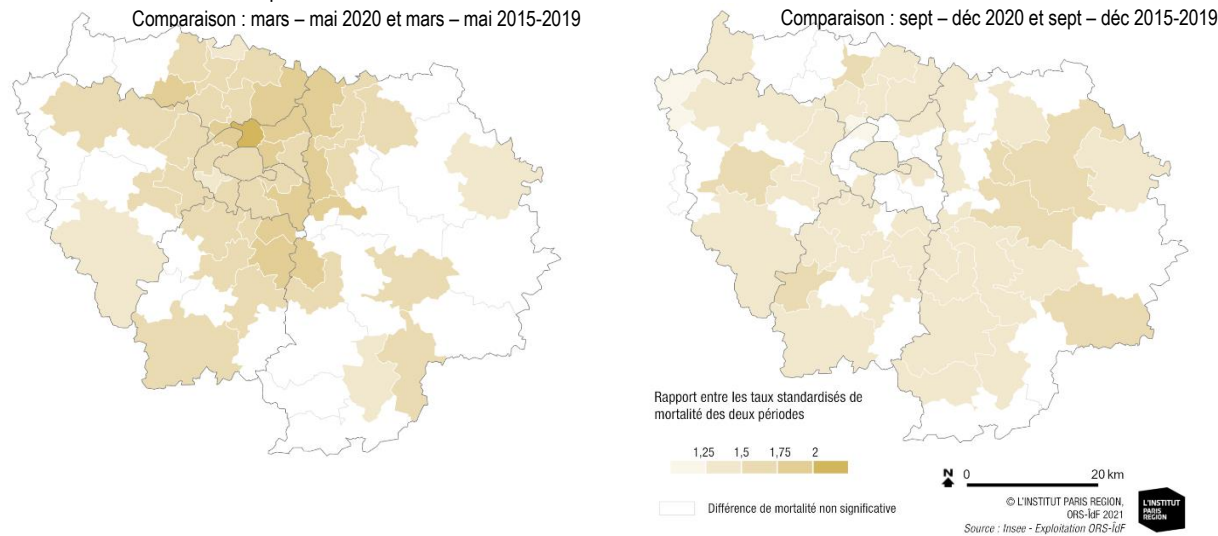 Comparaison : mars – mai 2020 et mars – mai 2015-2019
Comparaison : sept – déc 2020 et sept – déc 2015-2019
Rapport entre les taux standardisés de
mortalité des deux périodes
1,25 1,5 1,75 2
Différence de mortalité non significative
N 0 20 km
© L'INSTITUT PARIS REGION,
ORS-ÎdF 2021
Source : Insee - Exploitation ORS-ÎdF
L'INSTITUT
PARIS
REGION